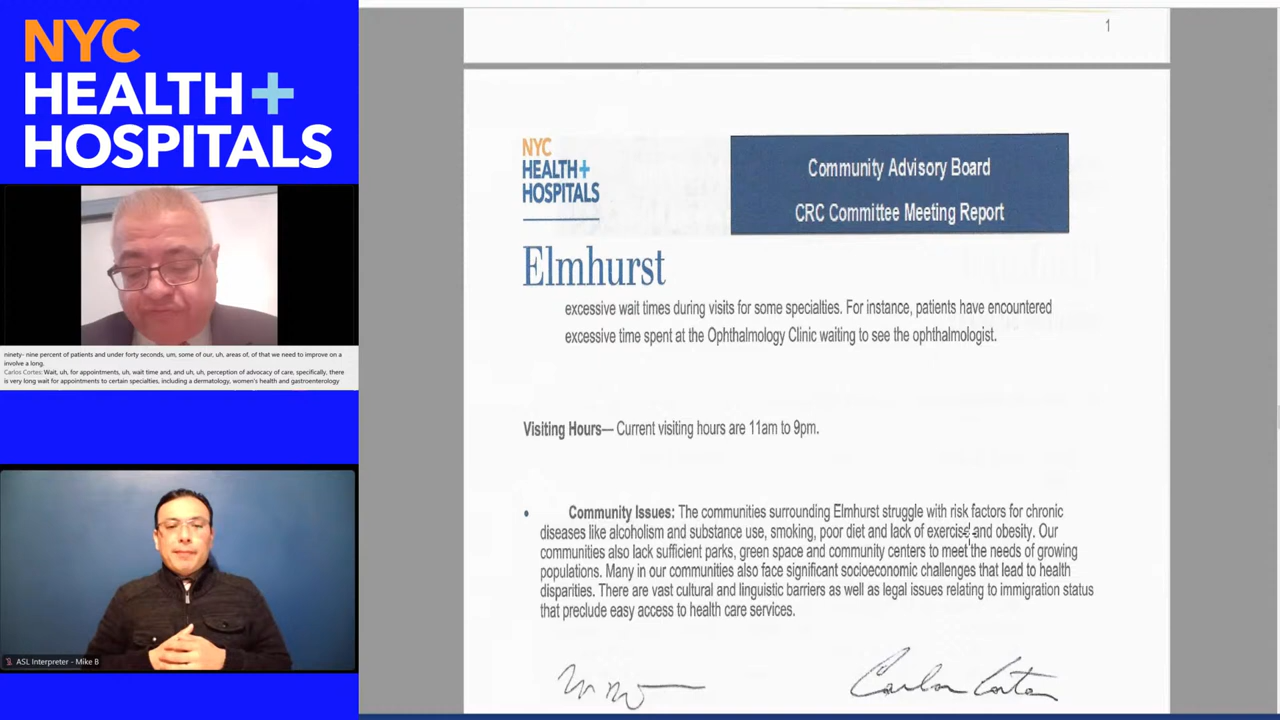 NYC
HEALTH+
HOSPITALS
ninety- nine percent of patients and under forty seconds, um, some of our, uh, areas of, of that we need to improve on a
involve a long.
Carlos Cortes: Wait, uh, for appointments, uh, wait time and, and uh, uh, perception of advocacy of care, specifically, there
is very long wait for appointments to certain specialties, including a dermatology, women's health and gastroenterology
ASL Interpreter - Mike B
1
NYC
HEALTH+
HOSPITALS
Community Advisory Board
CRC Committee Meeting Report
Elmhurst
excessive wait times during visits for some specialties. For instance, patients have encountered
excessive time spent at the Ophthalmology Clinic waiting to see the ophthalmologist.
Visiting Hours— Current visiting hours are 11am to 9pm.
• Community Issues: The communities surrounding Elmhurst struggle with risk factors for chronic
diseases like alcoholism and substance use, smoking, poor diet and lack of exercise and obesity. Our
communities also lack sufficient parks, green space and community centers to meet the needs of growing
populations. Many in our communities also face significant socioeconomic challenges that lead to health
disparities. There are vast cultural and linguistic barriers as well as legal issues relating to immigration status
that preclude easy access to health care services.
Carlos Cortes